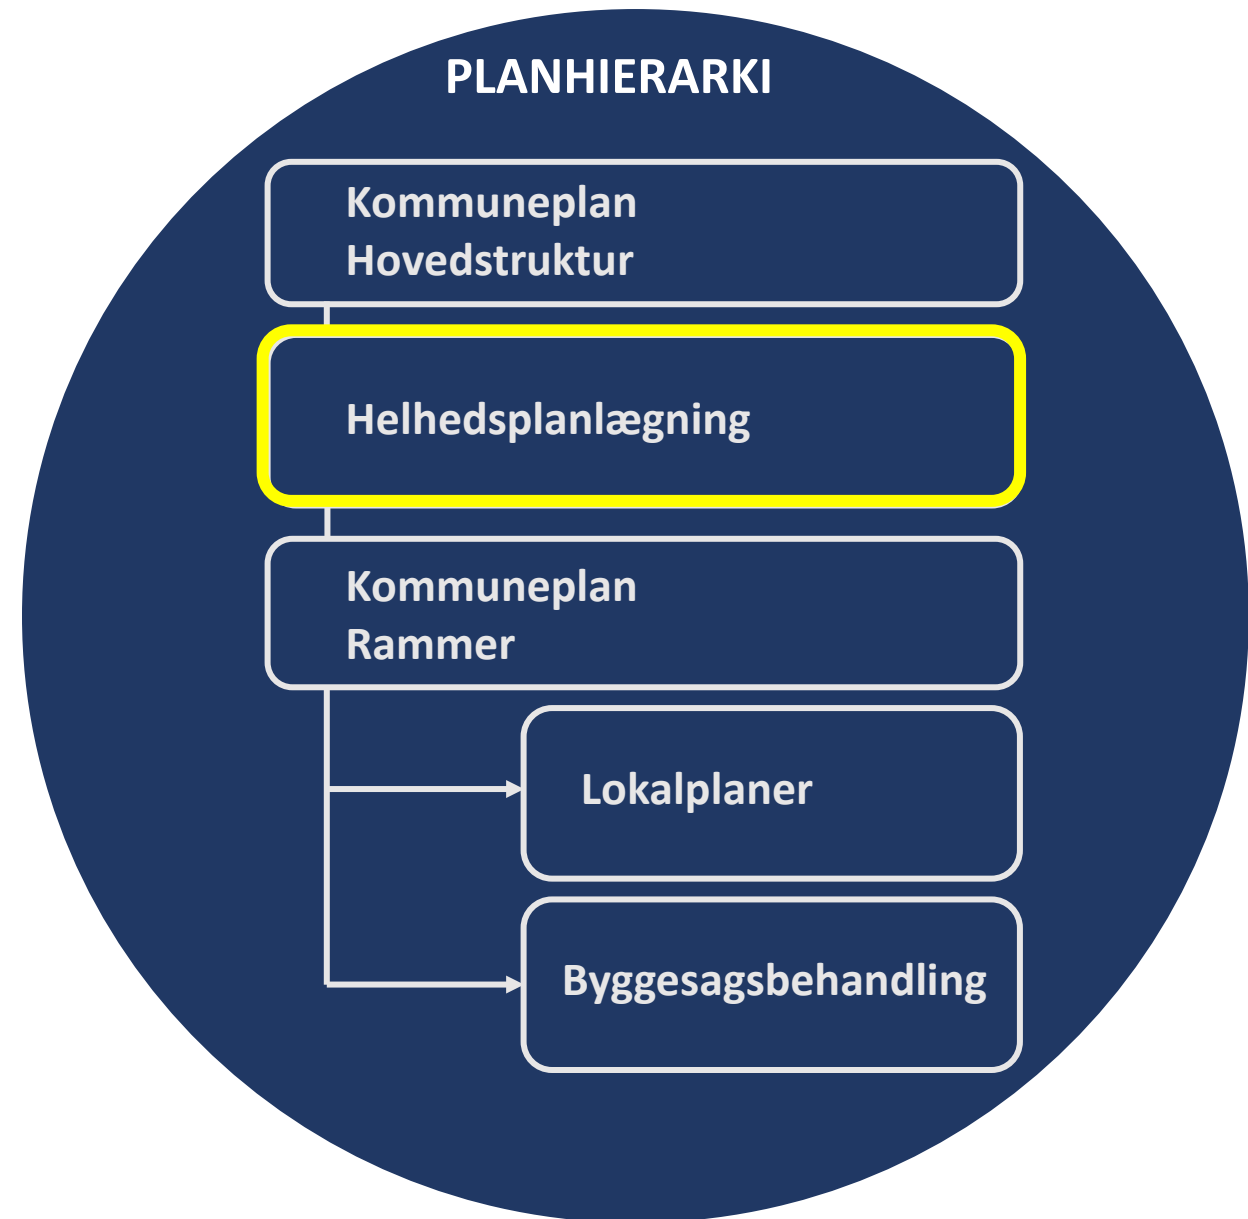 PLANHIERARKI
Kommuneplan
Hovedstruktur
Helhedsplanlægning
Kommuneplan
Rammer
Lokalplaner
Byggesagsbehandling